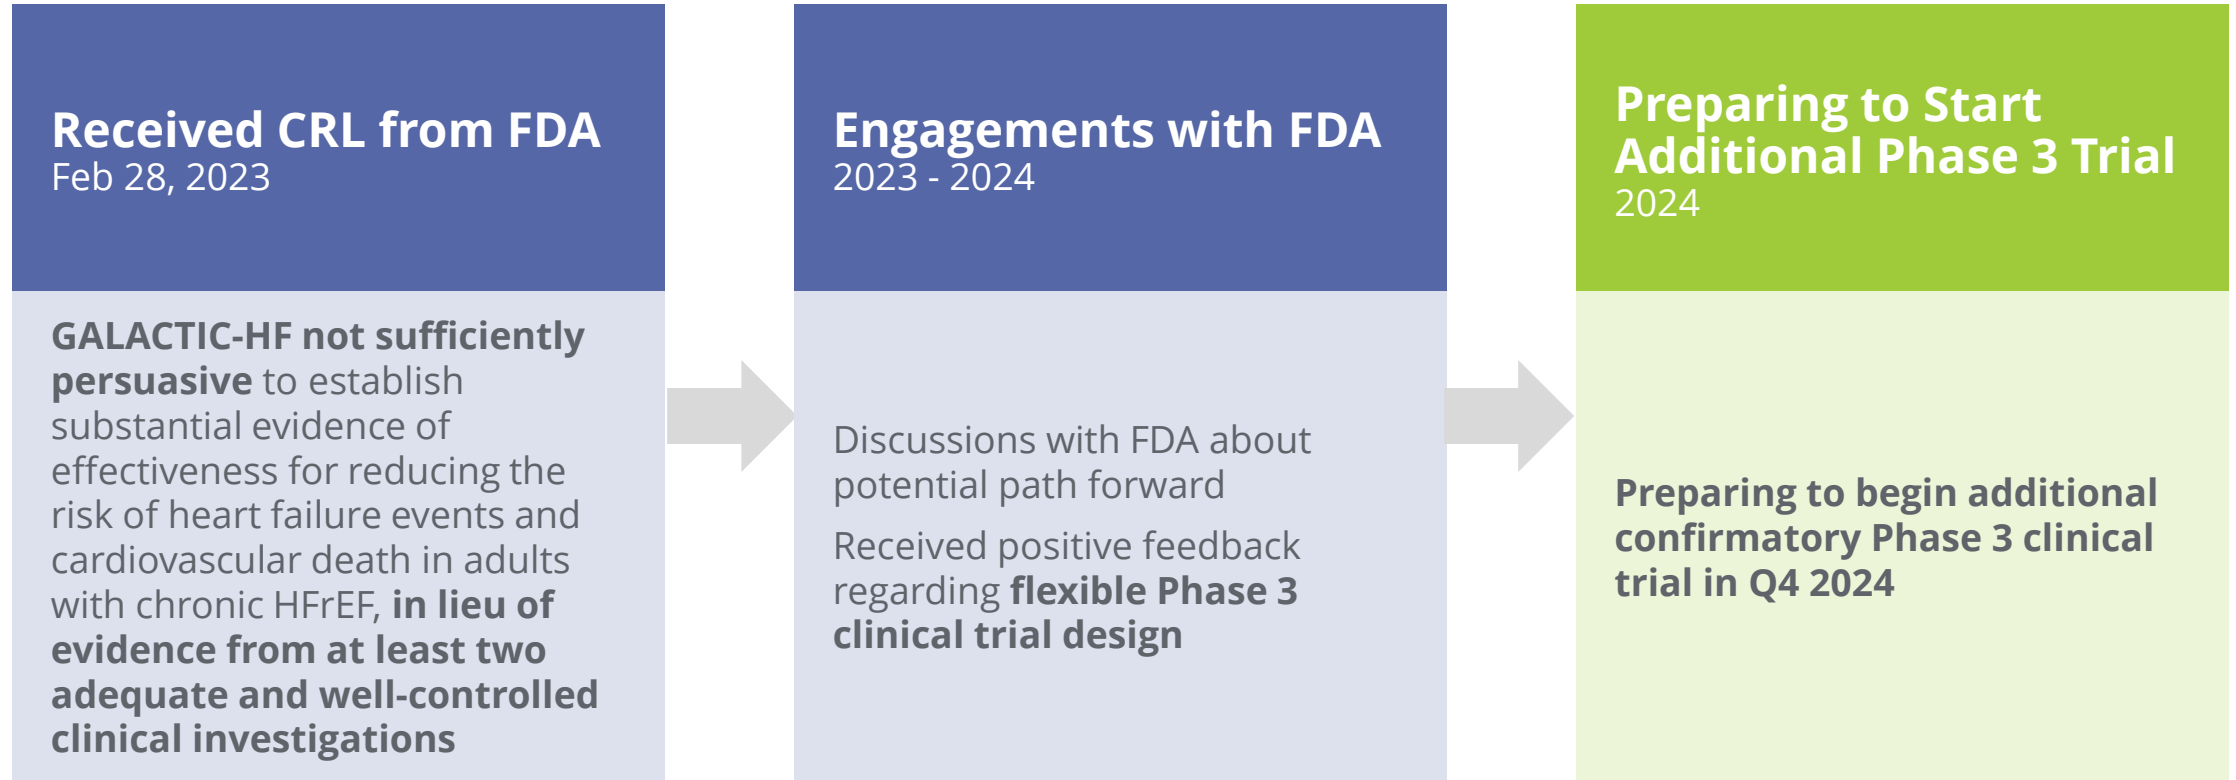 Received CRL from FDA
Feb 28, 2023
GALACTIC-HF not sufficiently
persuasive to establish
substantial evidence of
effectiveness for reducing the
risk of heart failure events and
cardiovascular death in adults
with chronic HFrEF, in lieu of
evidence from at least two
adequate and well-controlled
clinical investigations
Engagements with FDA
2023 - 2024
Discussions with FDA about
potential path forward
Received positive feedback
regarding flexible Phase 3
clinical trial design
Preparing to Start
Additional Phase 3 Trial
2024
Preparing to begin additional
confirmatory Phase 3 clinical
trial in Q4 2024